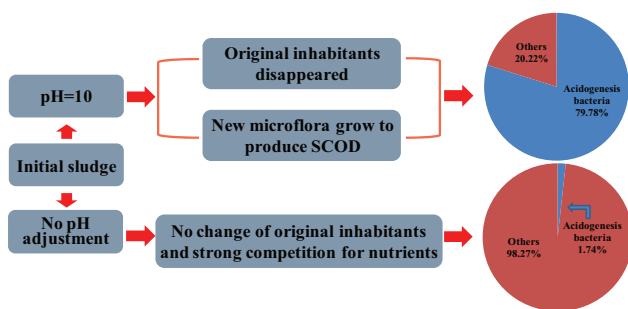 pH=10
Initial sludge
No pH
adjustment
Original inhabitants
disappeared
New microflora grow to
produce SCOD
No change of original inhabitants
and strong competition for nutrients
Others
20.22%
Acidogenesis
bacteria
79.78%
Others
98.27%
Acidogenesis
bacteria
1.74%